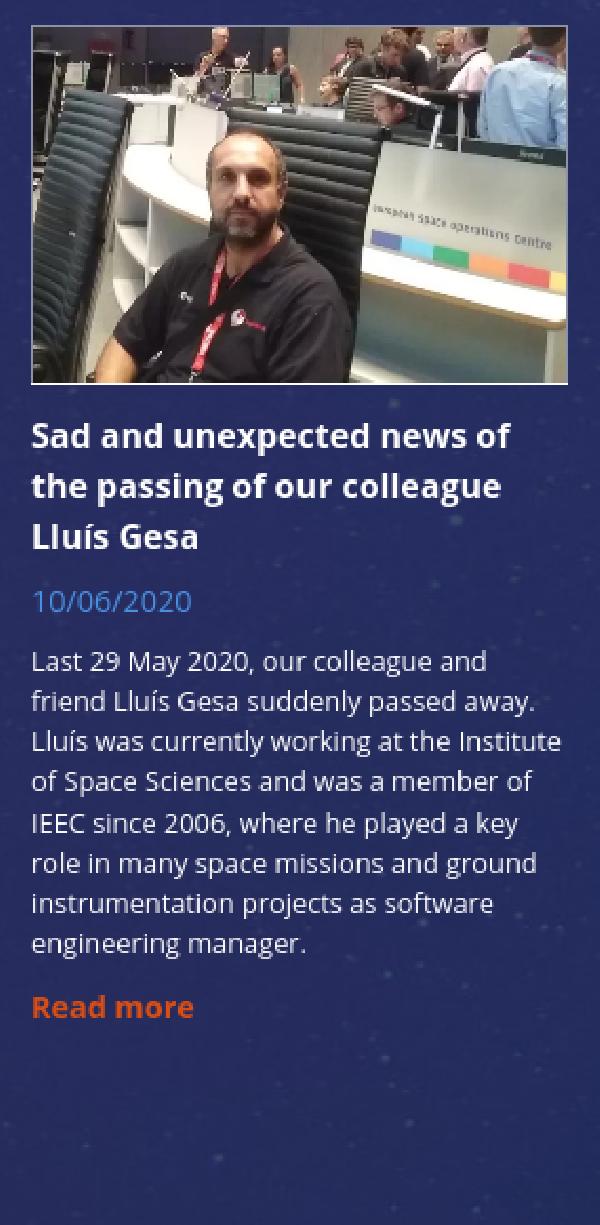 european space operations centre
Sad and unexpected news of
the passing of our colleague
Lluís Gesa
10/06/2020
Last 29 May 2020, our colleague and
friend Lluís Gesa suddenly passed away.
Lluís was currently working at the Institute
of Space Sciences and was a member of
IEEC since 2006, where he played a key
role in many space missions and ground
instrumentation projects as software
engineering manager.
Read more